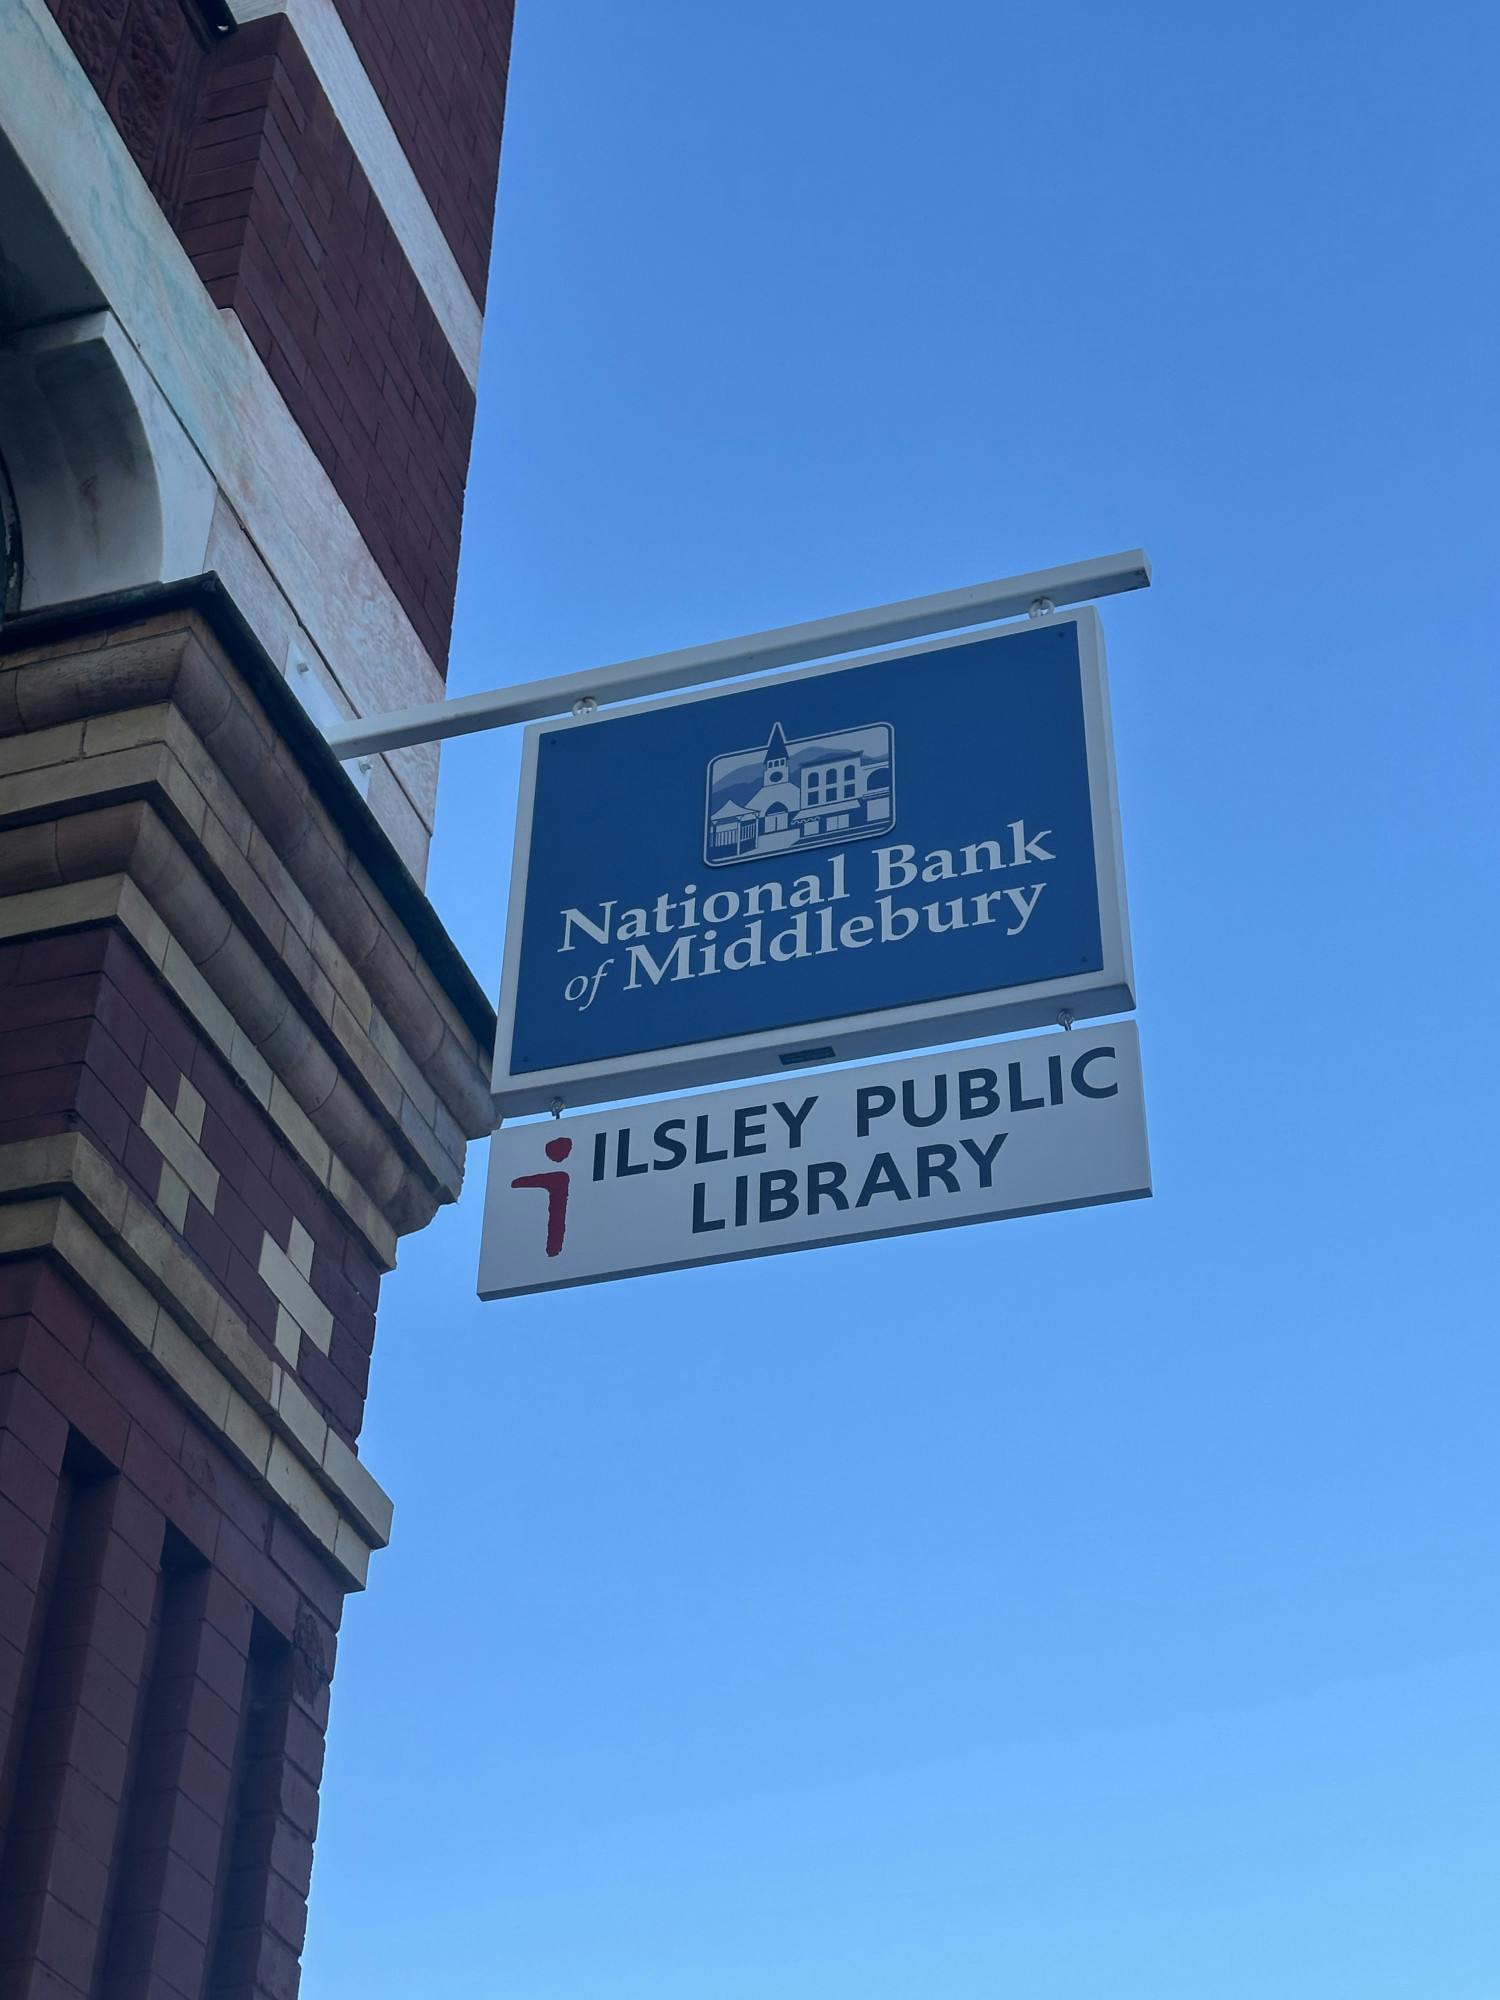 National Bank
of Middlebury
ILSLEY PUBLIC
LIBRARY